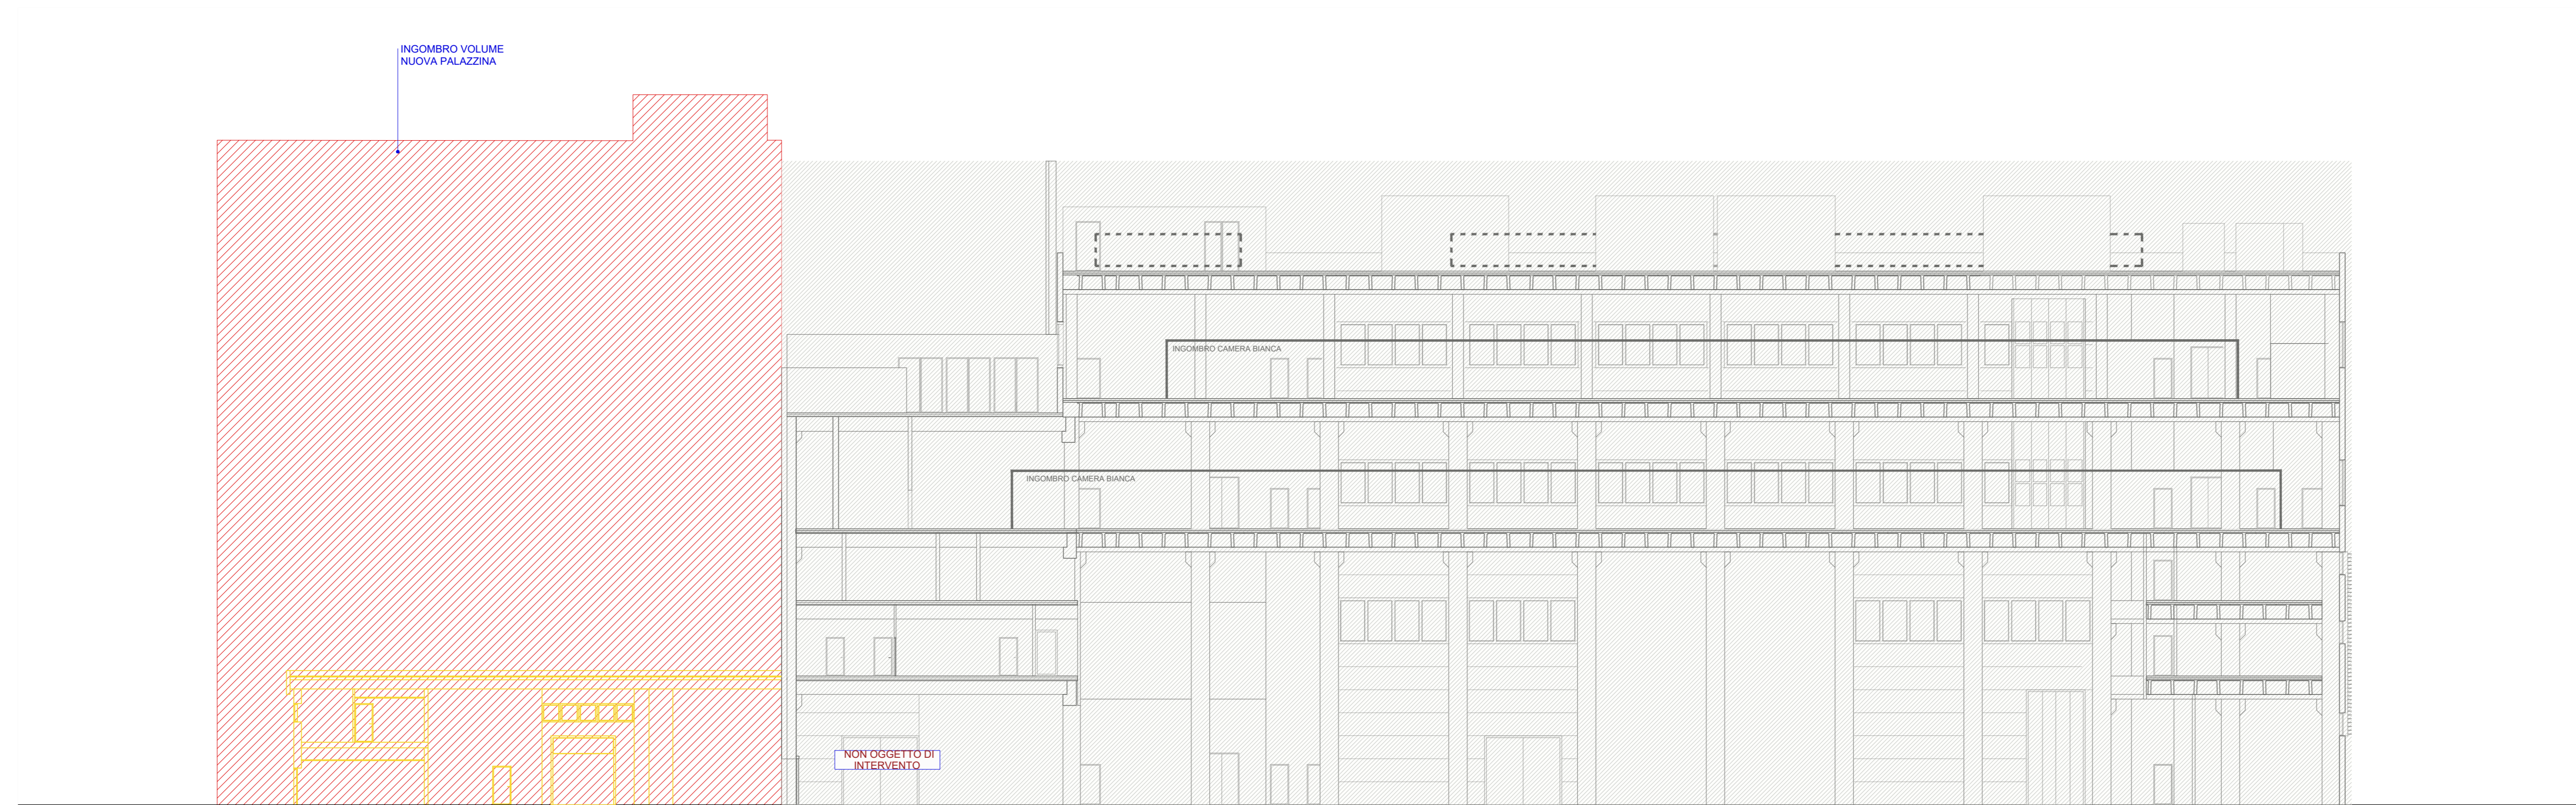 INGOMBRO VOLUME
NUOVA PALAZZINA
INGOMBRO CAMERA BIANCA
INGOMBRO CAMERA BIANCA
NON OGGETTO DI
INTERVENTO